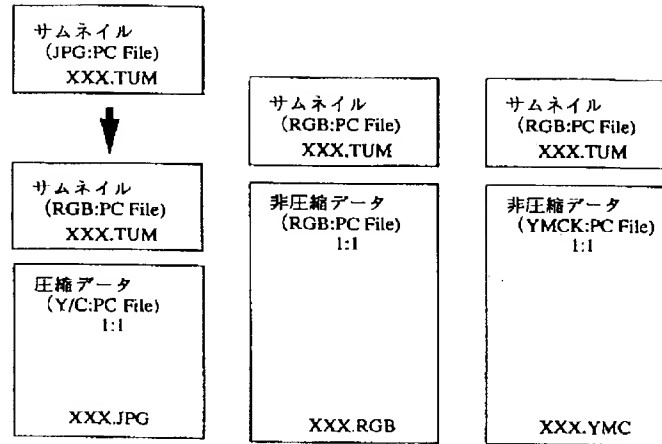 サムネイル
(JPG:PC File)
XXX.TUM
サムネイル
(RGB:PC File)
XXX.TUM
圧縮データ
(Y/C:PC File)
1:1
XXX.JPG
サムネイル
(RGB:PC File)
XXX.TUM
非圧縮データ
(RGB:PC File)
1:1
XXX.RGB
サムネイル
(RGB:PC File)
XXX.TUM
非圧縮データ
(YMCK:PC File)
1:1
XXX.YMC